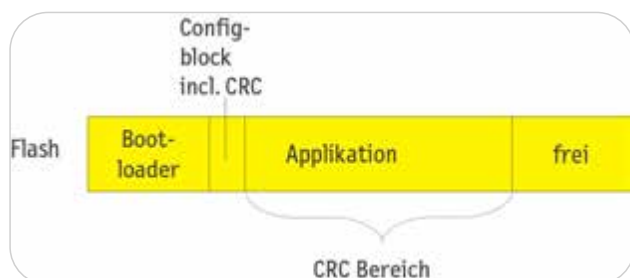 Config-
block
incl. CRC
Flash
Boot-
loader
Applikation
frei
CRC Bereich